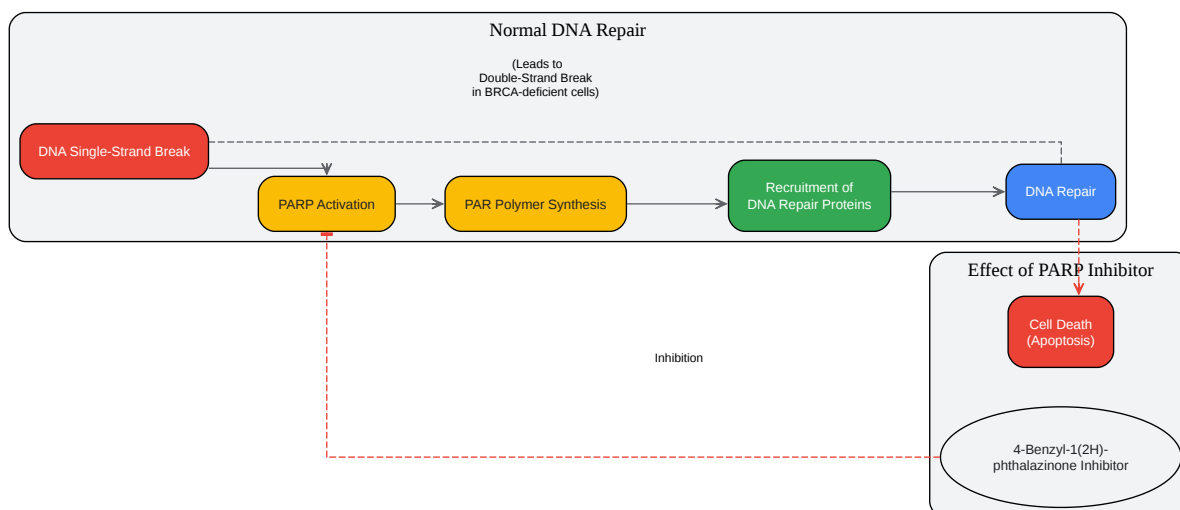 Normal DNA Repair
(Leads to
Double-Strand Break
in BRCA-deficient cells)
DNA Single-Strand Break
PARP Activation
PAR Polymer Synthesis
Recruitment of
DNA Repair Proteins
DNA Repair
Effect of PARP Inhibitor
Cell Death
(Apoptosis)
Inhibition
4-Benzyl-1(2H)-
phthalazinone Inhibitor